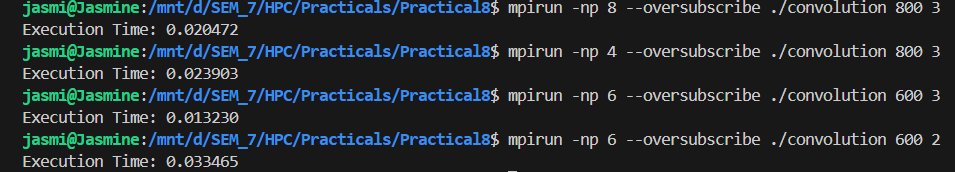 jasmi@Jasmine:/mnt/d/SEM_7/HPC/Practicals/Practical8$ mpirun -np 8 --oversubscribe ./convolution 800 3
Execution Time: 0.020472
jasmi@Jasmine:/mnt/d/SEM_7/HPC/Practicals/Practical8$ mpirun -np 4 --oversubscribe ./convolution 800 3
Execution Time: 0.023903
jasmi@Jasmine:/mnt/d/SEM_7/HPC/Practicals/Practical8$ mpirun -np 6 --oversubscribe ./convolution 600 3
Execution Time: 0.013230
jasmi@Jasmine:/mnt/d/SEM_7/HPC/Practicals/Practical8$ mpirun -np 6 --oversubscribe ./convolution 600 2
Execution Time: 0.033465